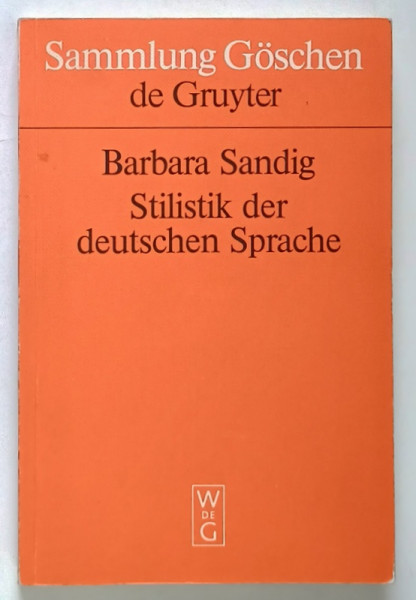 Sammlung Göschen
de Gruyter
Barbara Sandig
Stilistik der
deutschen Sprache
W
DE
G